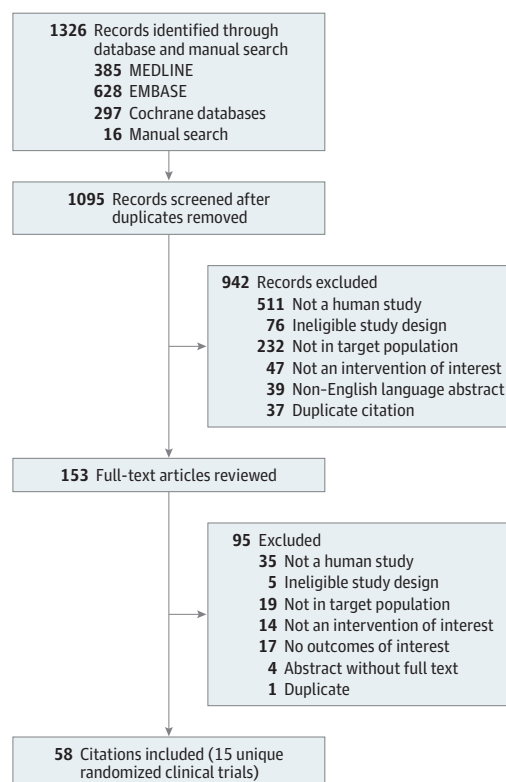 1326 Records identified through
database and manual search
385 MEDLINE
628 EMBASE
297 Cochrane databases
16 Manual search
1095 Records screened after
duplicates removed
942 Records excluded
511 Not a human study
76 Ineligible study design
232 Not in target population
47 Not an intervention of interest
39 Non-English language abstract
37 Duplicate citation
153 Full-text articles reviewed
95 Excluded
35 Not a human study
5 Ineligible study design
19 Not in target population
14 Not an intervention of interest
17 No outcomes of interest
4 Abstract without full text
1 Duplicate
58 Citations included (15 unique
randomized clinical trials)